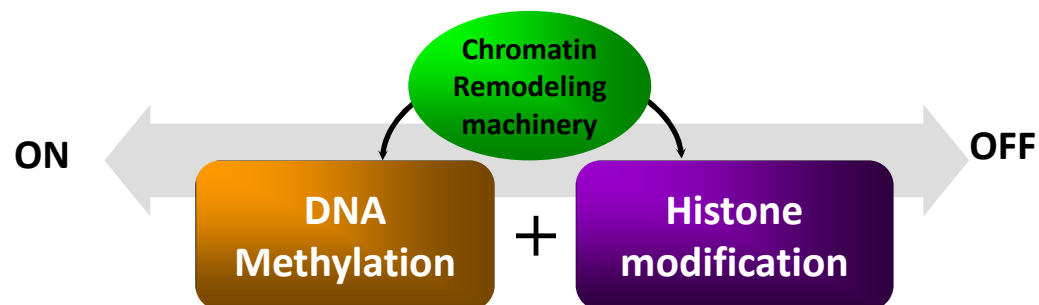 Chromatin
Remodeling
machinery
ON
OFF
DNA
Methylation
+
Histone
modification